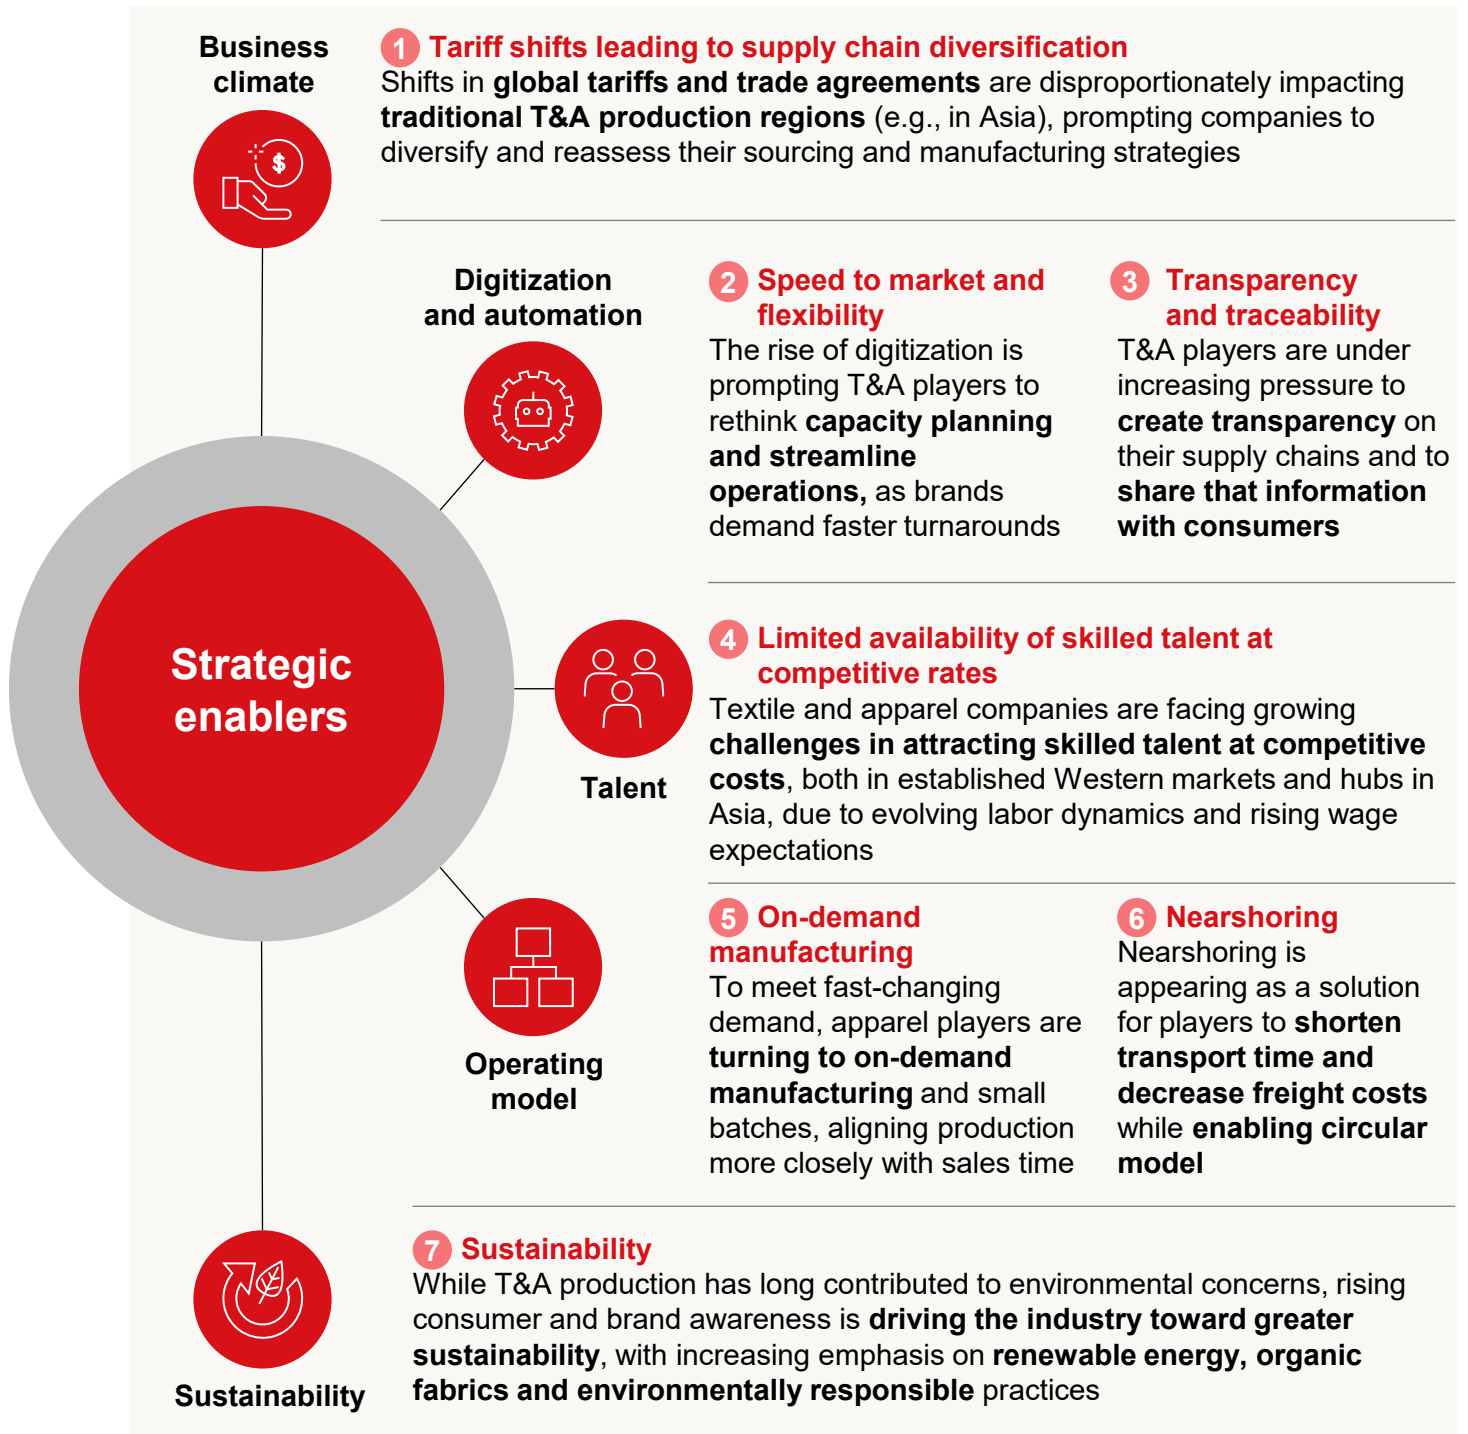 Business
climate
1 Tariff shifts leading to supply chain diversification
Shifts in global tariffs and trade agreements are disproportionately impacting
traditional T&A production regions (e.g., in Asia), prompting companies to
diversify and reassess their sourcing and manufacturing strategies
$
Digitization
and automation
2 Speed to market and
flexibility
The rise of digitization is
prompting T&A players to
rethink capacity planning
and streamline
operations, as brands
demand faster turnarounds
3 Transparency
and traceability
T&A players are under
increasing pressure to
create transparency on
their supply chains and to
share that information
with consumers
Strategic
enablers
Talent
4 Limited availability of skilled talent at
competitive rates
Textile and apparel companies are facing growing
challenges in attracting skilled talent at competitive
costs, both in established Western markets and hubs in
Asia, due to evolving labor dynamics and rising wage
expectations
Operating
model
5 On-demand
manufacturing
To meet fast-changing
demand, apparel players are
turning to on-demand
manufacturing and small
batches, aligning production
more closely with sales time
6 Nearshoring
Nearshoring is
appearing as a solution
for players to shorten
transport time and
decrease freight costs
while enabling circular
model
Sustainability
7 Sustainability
While T&A production has long contributed to environmental concerns, rising
consumer and brand awareness is driving the industry toward greater
sustainability, with increasing emphasis on renewable energy, organic
fabrics and environmentally responsible practices